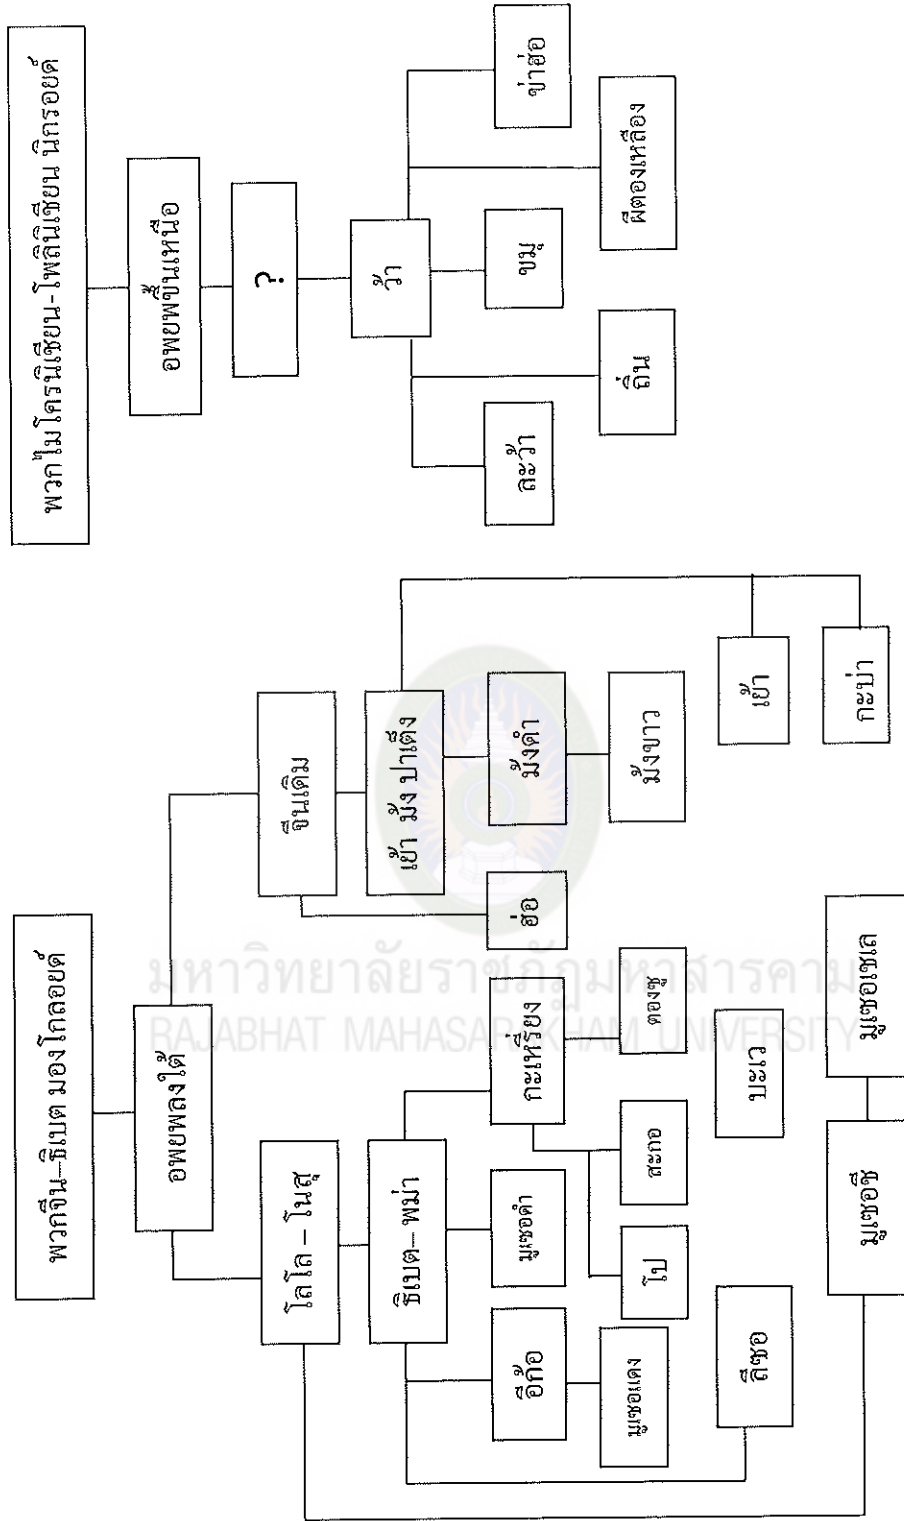 พวกจีน–ธิเบต มองโกลอยด์
อพยพลงใต้
โลโล – โนสุ
จีนเดิม
ธิเบต– พม่า
เย้า ม้ง ปาเต็ง
อีก้อ
มูเซอดำ
กะเหรี่ยง
ฮ่อ
ม้งดำ
มูเซอแดง
โป
สะกอ
ตองซู
ม้งขาว
ลีซอ
บะเว
เย้า
มูเซอชี
มูเซอเชเล
กะบ่า
พวกไมโครนิเชียน-โพลินิเชียน นิกรอยด์
อพยพขึ้นเหนือ
?
ว้า
ละว้า
ขมุ
ข่าฮ่อ
ถิ่น
ผีตองเหลือง
มหาวิทยาลัยราชภัฏมหาสารคาม
RAJABHAT MAHASARAKHAM UNIVERSITY